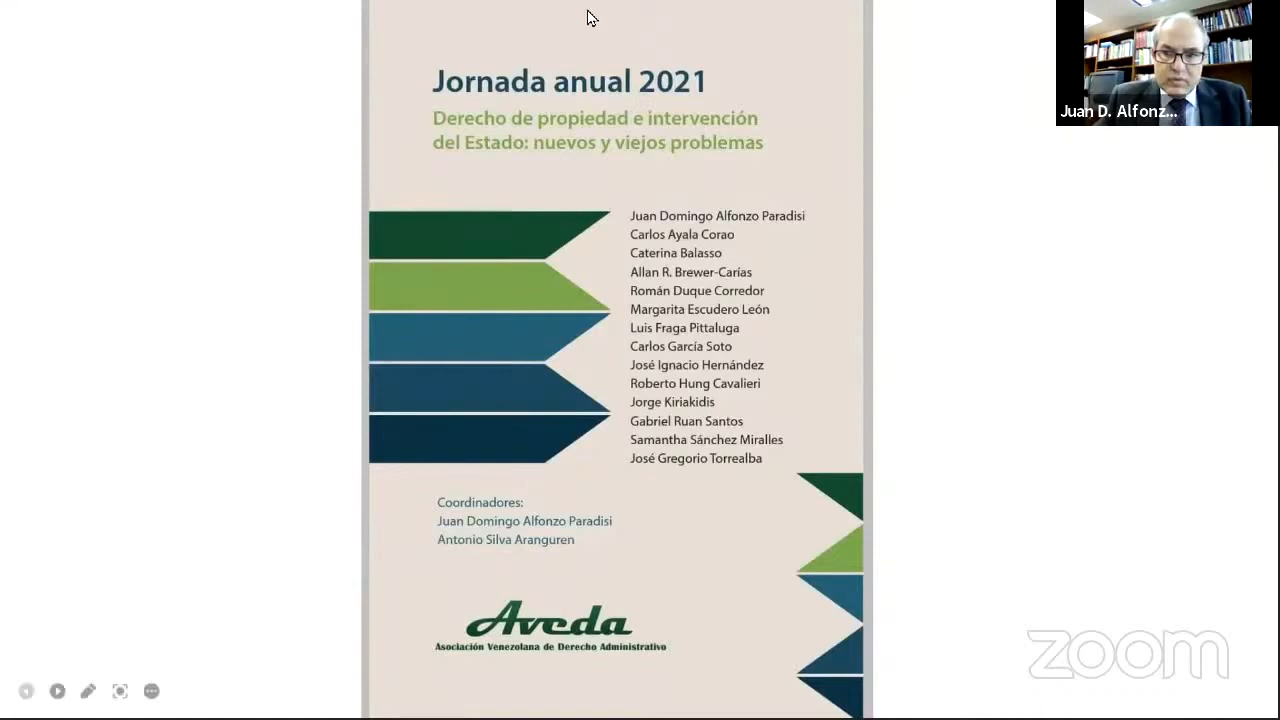 Jornada anual 2021
Derecho de propiedad e intervención
del Estado: nuevos y viejos problemas
Juan Domingo Alfonzo Paradisi
Carlos Ayala Corao
Caterina Balasso
Allan R. Brewer-Carías
Román Duque Corredor
Margarita Escudero León
Luis Fraga Pittaluga
Carlos García Soto
José Ignacio Hernández
Roberto Hung Cavalieri
Jorge Kiriakidis
Gabriel Ruan Santos
Samantha Sánchez Miralles
José Gregorio Torrealba
Coordinadores:
Juan Domingo Alfonzo Paradisi
Antonio Silva Aranguren
Aveda
Asociación Venezolana de Derecho Administrativo
Juan D. Alfonz...
zoom